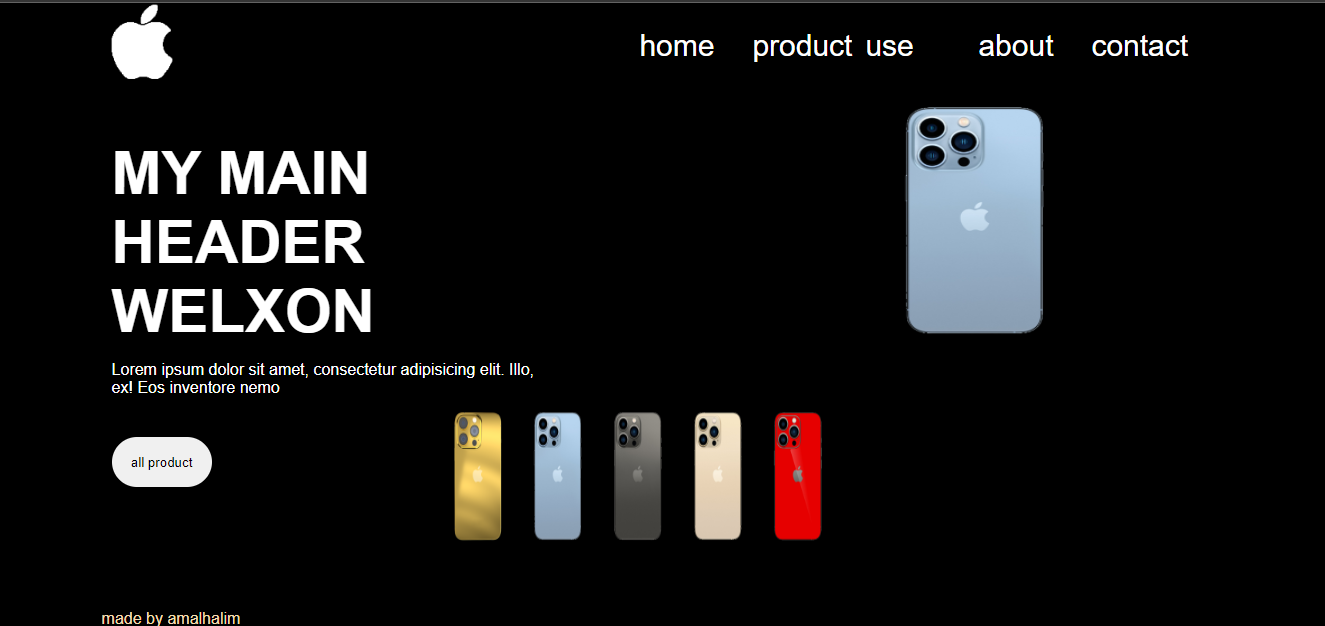 home product use about contact
MY MAIN
HEADER
WELXON
Lorem ipsum dolor sit amet, consectetur adipisicing elit. Illo,
ex! Eos inventore nemo
all product
made by amalhalim